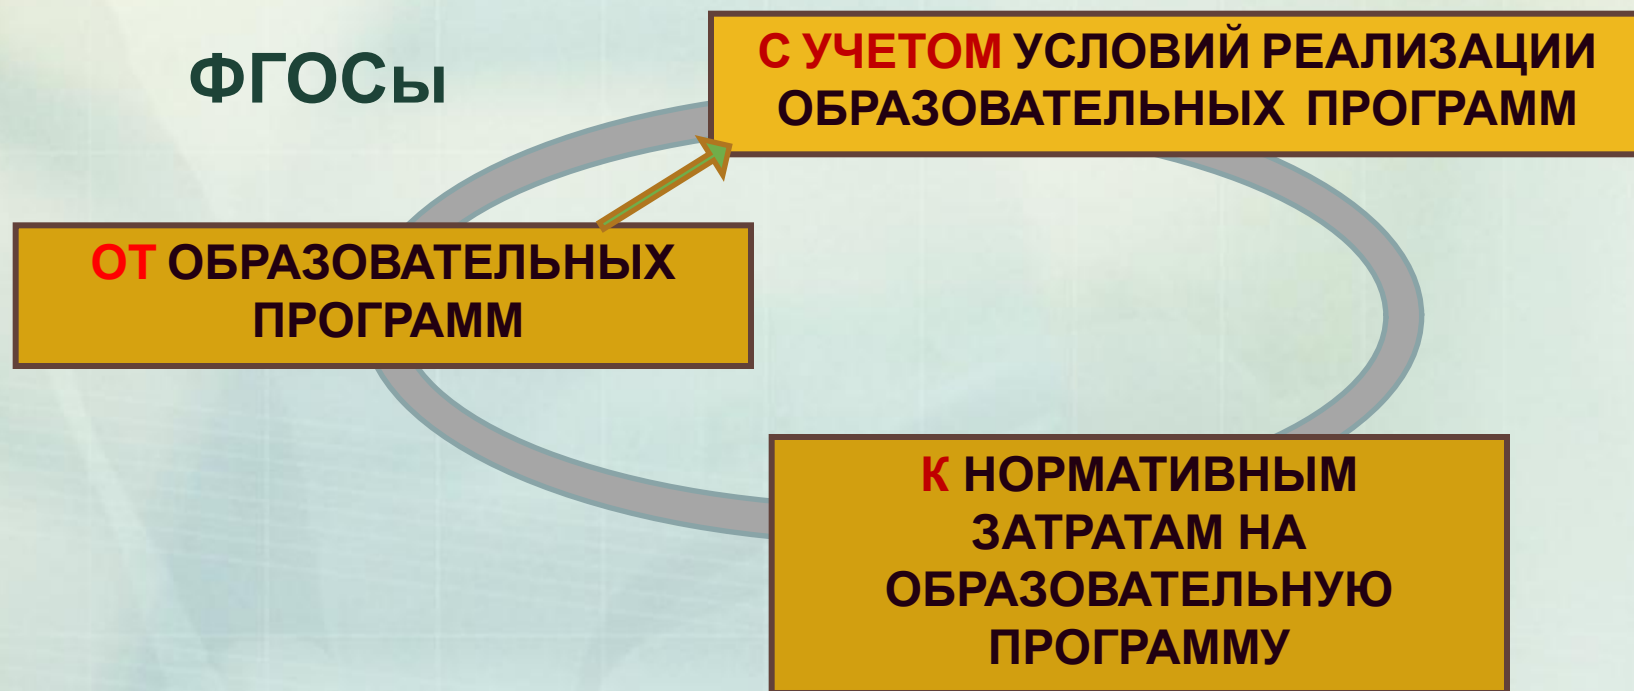 ФГОСы
С УЧЕТОМ УСЛОВИЙ РЕАЛИЗАЦИИ
ОБРАЗОВАТЕЛЬНЫХ ПРОГРАММ
ОТ ОБРАЗОВАТЕЛЬНЫХ
ПРОГРАММ
К НОРМАТИВНЫМ
ЗАТРАТАМ НА
ОБРАЗОВАТЕЛЬНУЮ
ПРОГРАММУ